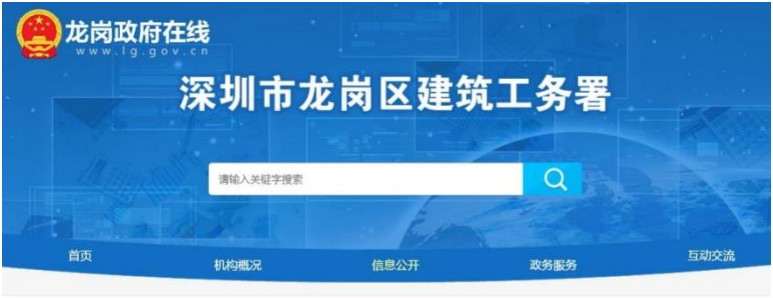 龙岗政府在线
www.lg.gov.cn
深圳市龙岗区建筑工务署
请输入关键字搜索
首页
机构概况
信息公开
政务服务
互动交流